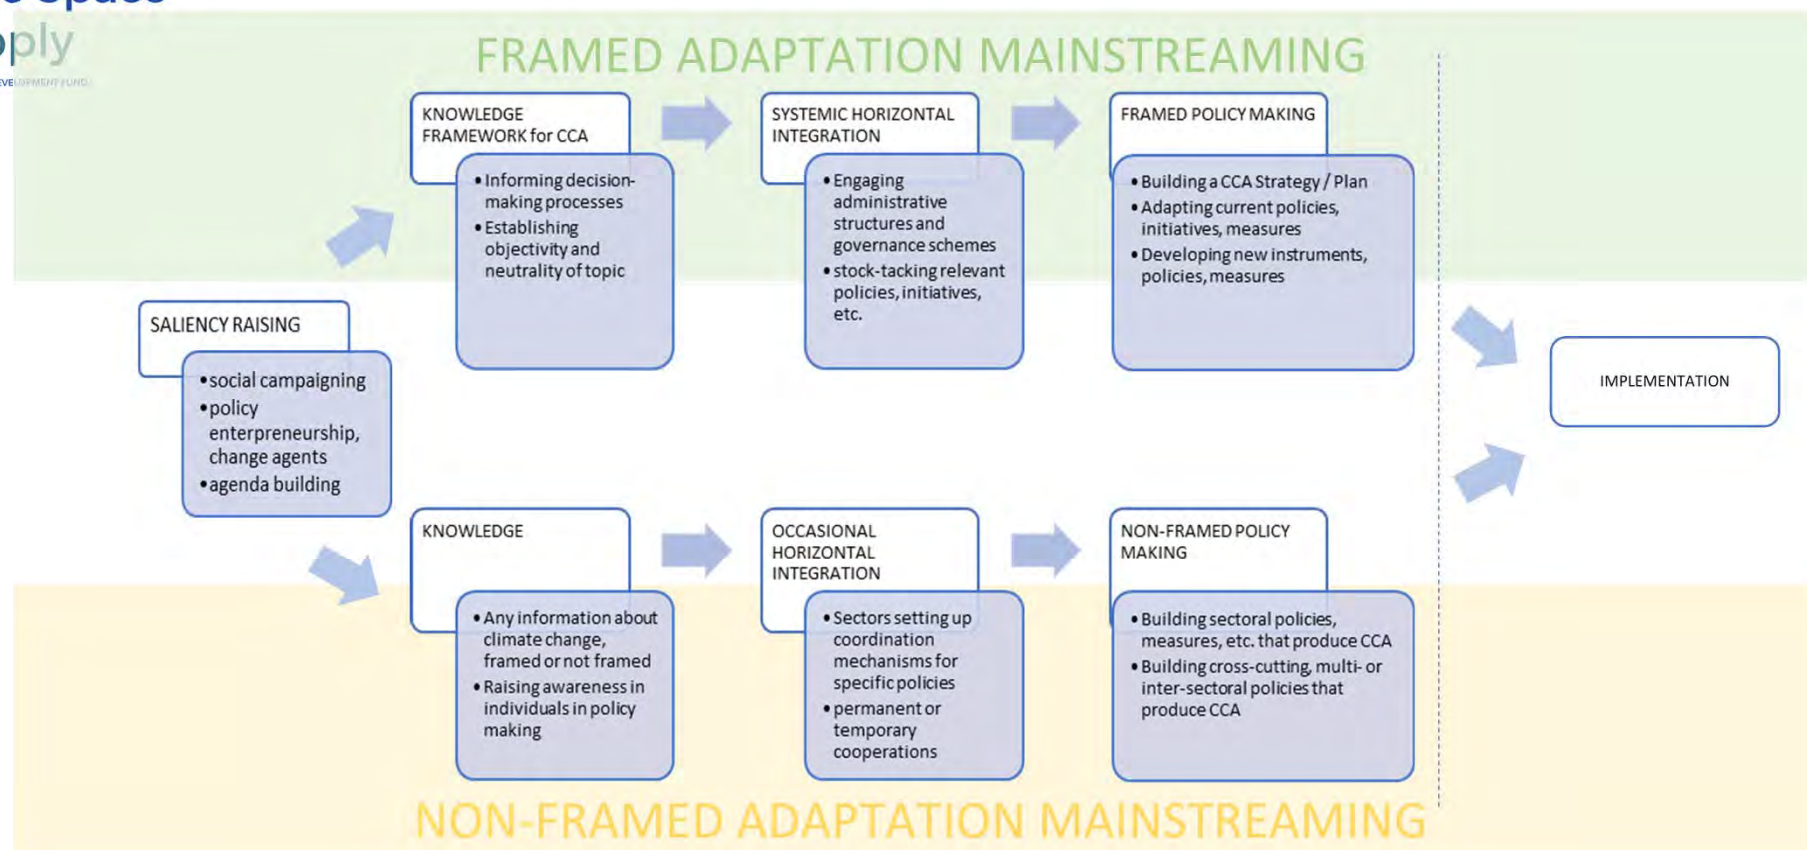 pply
DEVELOPMENT FUND
FRAMED ADAPTATION MAINSTREAMING
KNOWLEDGE
FRAMEWORK for CCA
• Informing decision-
making processes
• Establishing
objectivity and
neutrality of topic
SYSTEMIC HORIZONTAL
INTEGRATION
• Engaging
administrative
structures and
governance schemes
• stock-tacking relevant
policies, initiatives,
etc.
FRAMED POLICY MAKING
• Building a CCA Strategy / Plan
• Adapting current policies,
initiatives, measures
• Developing new instruments,
policies, measures
SALIENCY RAISING
• social campaigning
• policy
enterpreneurship,
change agents
• agenda building
IMPLEMENTATION
KNOWLEDGE
• Any information about
climate change,
framed or not framed
• Raising awareness in
individuals in policy
making
OCCASIONAL
HORIZONTAL
INTEGRATION
• Sectors setting up
coordination
mechanisms for
specific policies
• permanent or
temporary
cooperations
NON-FRAMED POLICY
MAKING
• Building sectoral policies,
measures, etc. that produce CCA
• Building cross-cutting, multi- or
inter-sectoral policies that
produce CCA
NON-FRAMED ADAPTATION MAINSTREAMING